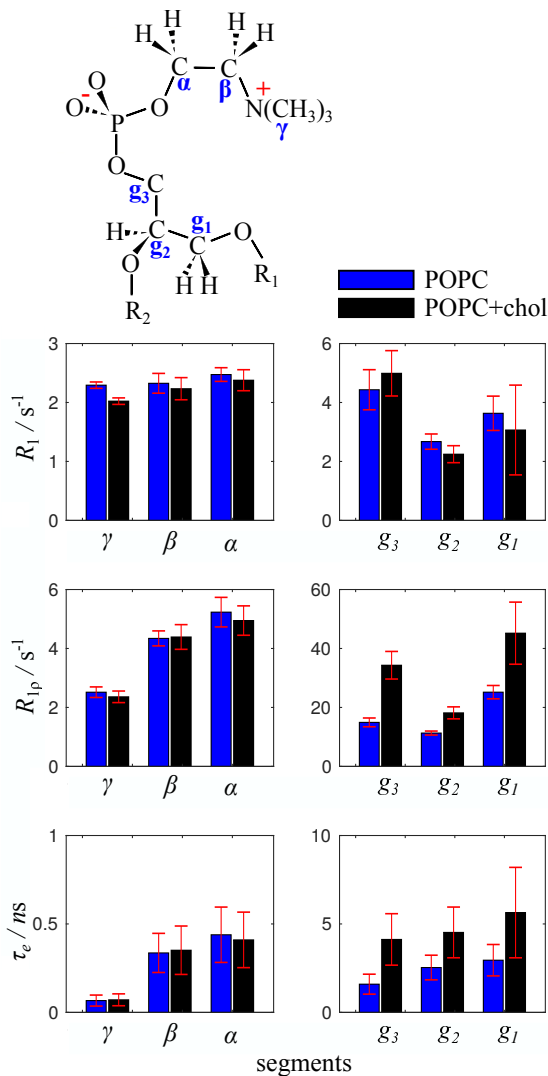 H H H H
C C
α β
O O
- +
O P O N(CH₃)₃
γ
O C
g₃ g₁
H C C O
g₂
O H H R₁
R₂
POPC
POPC+chol
R₁ / s⁻¹
3
2
1
0
γ β α
6
4
2
0
g₃ g₂ g₁
R₁ρ / s⁻¹
6
4
2
0
γ β α
60
40
20
0
g₃ g₂ g₁
τₑ / ns
1
0.5
0
γ β α
10
5
0
g₃ g₂ g₁
segments